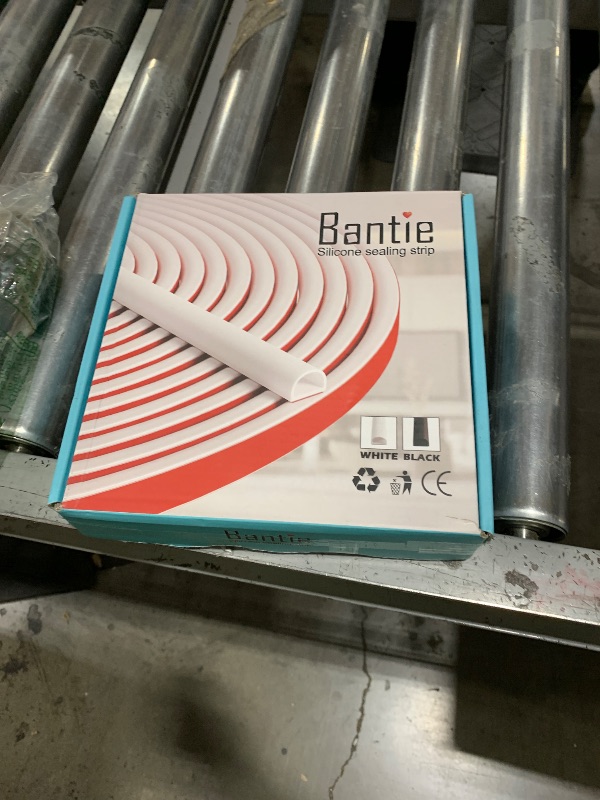 Bantie
Silicone sealing strip
WHITE BLACK
CE
Bantie